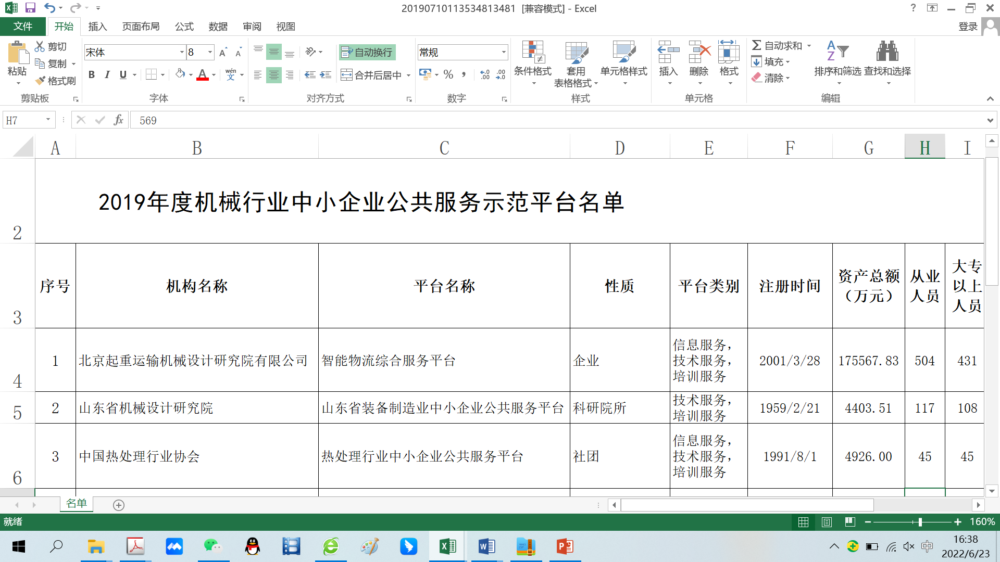 20190710113534813481 [兼容模式] - Excel
?
文件 开始 插入 页面布局 公式 数据 审阅 视图 登录
粘贴
剪切
复制
格式刷
剪贴板
宋体 8 A A
B I U A wén 文
字体
自动换行
合并后居中
对齐方式
常规
% , .0 .00
数字
条件格式
套用
表格格式
单元格样式
样式
插入 删除 格式
单元格
Σ 自动求和
填充
清除
排序和筛选 查找和选择
编辑
H7 fx 569
A B C D E F G H I
2 2019年度机械行业中小企业公共服务示范平台名单
3 序号 机构名称 平台名称 性质 平台类别 注册时间 资产总额（万元） 从业人员 大专以上人员
4 1 北京起重运输机械设计研究院有限公司 智能物流综合服务平台 企业 信息服务，技术服务，培训服务 2001/3/28 175567.83 504 431
5 2 山东省机械设计研究院 山东省装备制造业中小企业公共服务平台 科研院所 技术服务，培训服务 1959/2/21 4403.51 117 108
6 3 中国热处理行业协会 热处理行业中小企业公共服务平台 社团 信息服务，技术服务，培训服务 1991/8/1 4926.00 45 45
名单
就绪 160%
中 16:38
2022/6/23